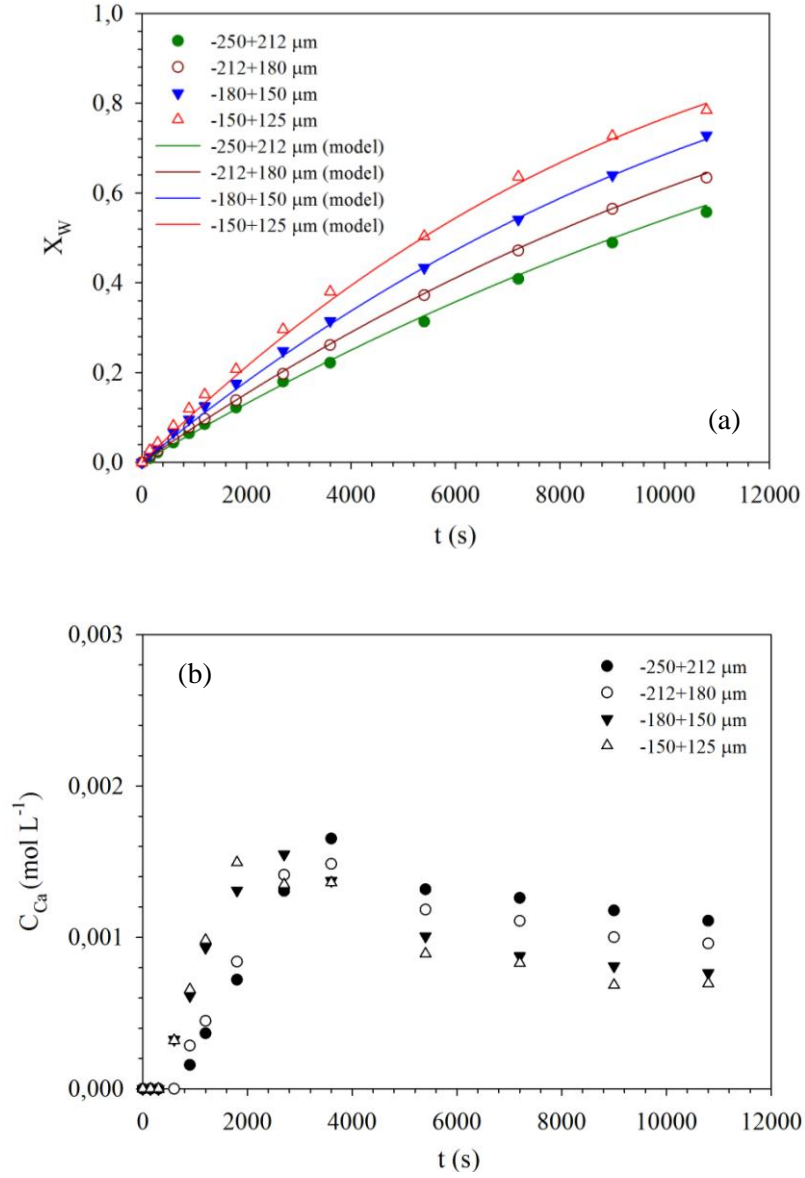 1,0
0,8
0,6
0,4
0,2
0,0
X_W
-250+212 µm
-212+180 µm
-180+150 µm
-150+125 µm
-250+212 µm (model)
-212+180 µm (model)
-180+150 µm (model)
-150+125 µm (model)
(a)
0 2000 4000 6000 8000 10000 12000
t (s)
0,003
0,002
0,001
0,000
C_Ca (mol L^-1)
(b)
-250+212 µm
-212+180 µm
-180+150 µm
-150+125 µm
0 2000 4000 6000 8000 10000 12000
t (s)